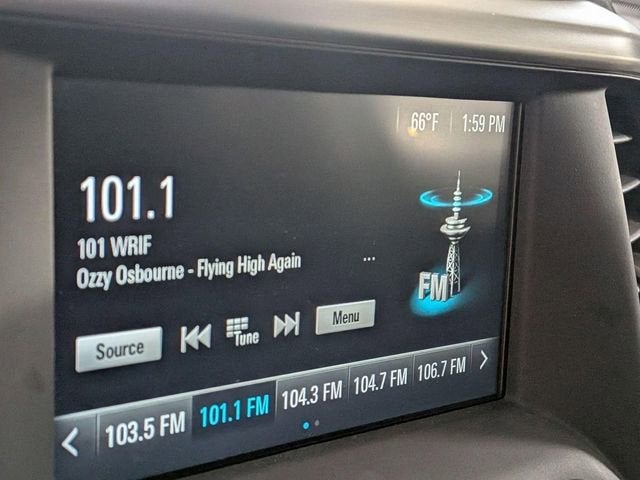 66°F 1:59 PM
101.1
101 WRIF
Ozzy Osbourne - Flying High Again ...
FM
Source Tune Menu
103.5 FM 101.1 FM 104.3 FM 104.7 FM 106.7 FM